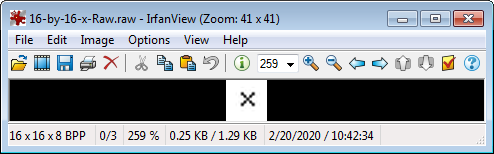 16-by-16-x-Raw.raw - IrfanView (Zoom: 41 x 41)
File Edit Image Options View Help
259
16 x 16 x 8 BPP 0/3 259 % 0.25 KB / 1.29 KB 2/20/2020 / 10:42:34